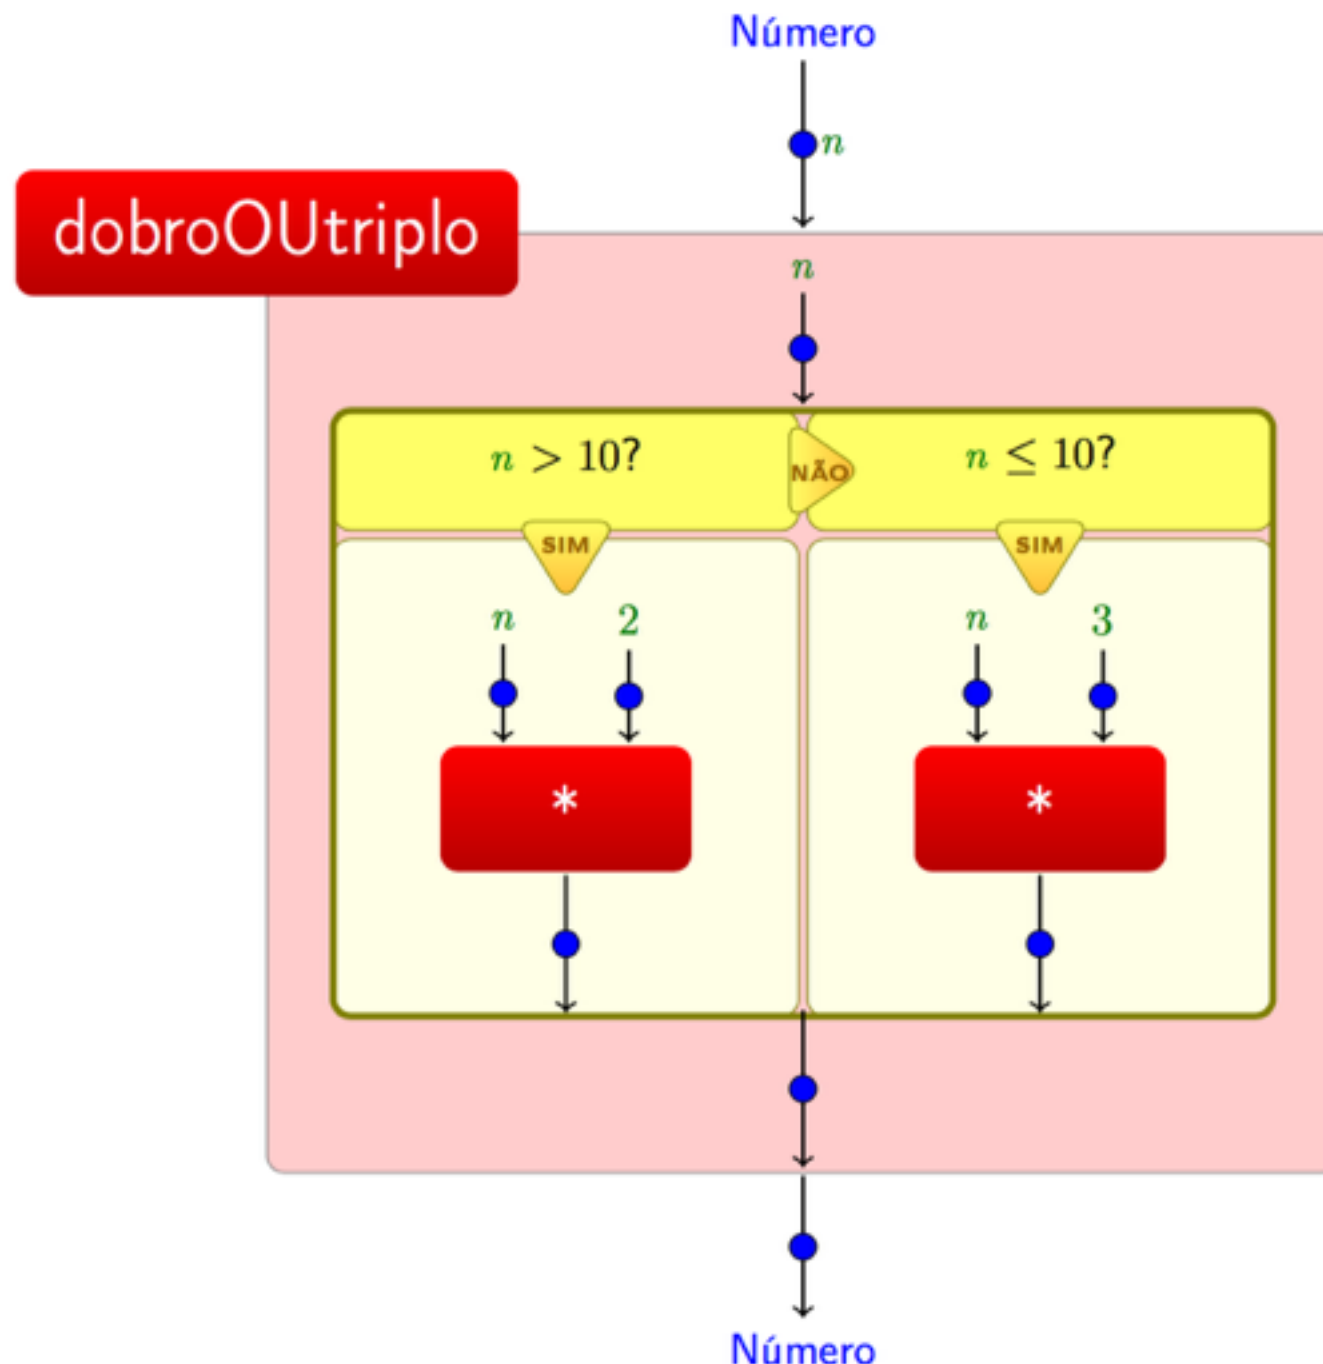 Número
n
dobroOUtriplo
n
n > 10?
NÃO
n ≤ 10?
SIM
SIM
n 2
n 3
*
*
Número